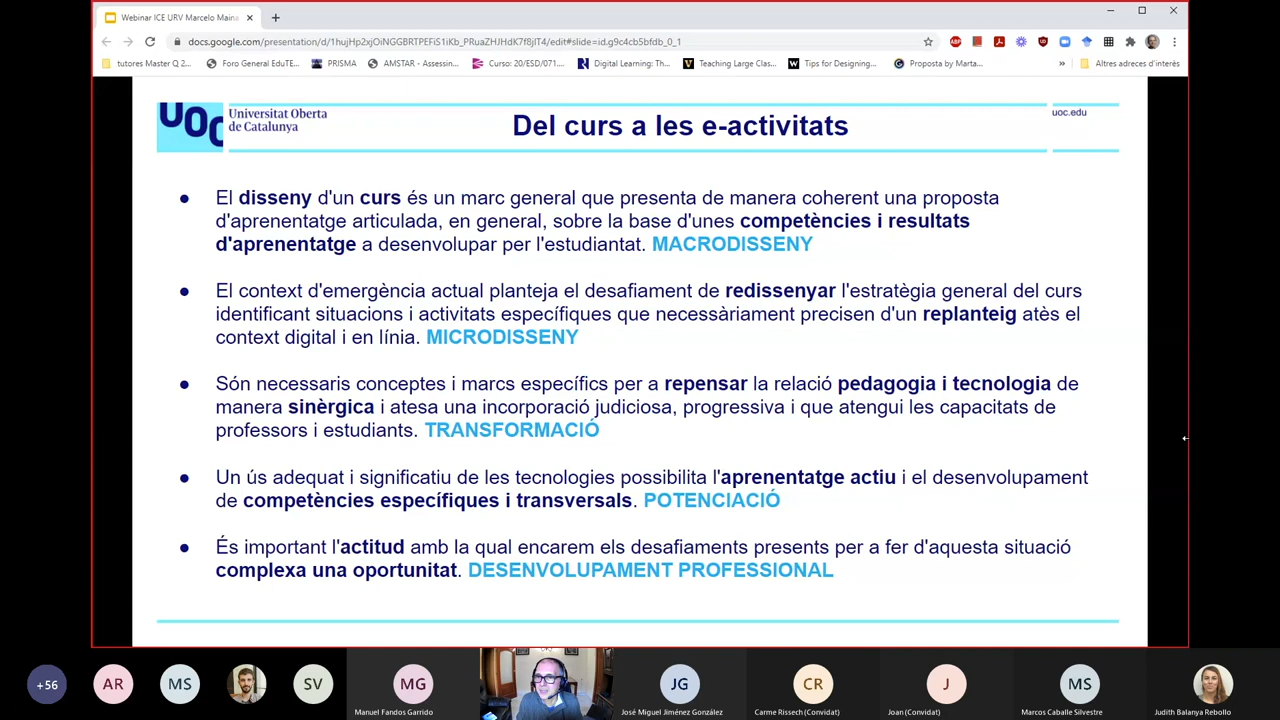 Webinar ICE URV Marcelo Maina
docs.google.com/presentation/d/1hujHp2xjOiNGGBRTPEFiS1iKb_PRuaZHJHdK7f8jlT4/edit#slide=id.g9c4cb5bfdb_0_1
tutores Master Q 2...
Foro General EduTE...
PRISMA
AMSTAR - Assessin...
Curso: 20/ESD/071...
Digital Learning: Th...
Teaching Large Clas...
Tips for Designing...
Proposta by Marta...
»
Altres adreces d'interès
UOC
Universitat Oberta
de Catalunya
Del curs a les e-activitats
uoc.edu
● El disseny d'un curs és un marc general que presenta de manera coherent una proposta
d'aprenentatge articulada, en general, sobre la base d'unes competències i resultats
d'aprenentatge a desenvolupar per l'estudiantat. MACRODISSENY
● El context d'emergència actual planteja el desafiament de redissenyar l'estratègia general del curs
identificant situacions i activitats específiques que necessàriament precisen d'un replanteig atès el
context digital i en línia. MICRODISSENY
● Són necessaris conceptes i marcs específics per a repensar la relació pedagogia i tecnologia de
manera sinèrgica i atesa una incorporació judiciosa, progressiva i que atengui les capacitats de
professors i estudiants. TRANSFORMACIÓ
● Un ús adequat i significatiu de les tecnologies possibilita l'aprenentatge actiu i el desenvolupament
de competències específiques i transversals. POTENCIACIÓ
● És important l'actitud amb la qual encarem els desafiaments presents per a fer d'aquesta situació
complexa una oportunitat. DESENVOLUPAMENT PROFESSIONAL
+56
AR
MS
SV
MG
JG
CR
J
MS
Manuel Fandos Garrido
José Miguel Jiménez González
Carme Rissech (Convidat)
Joan (Convidat)
Marcos Caballe Silvestre
Judith Balanya Rebollo